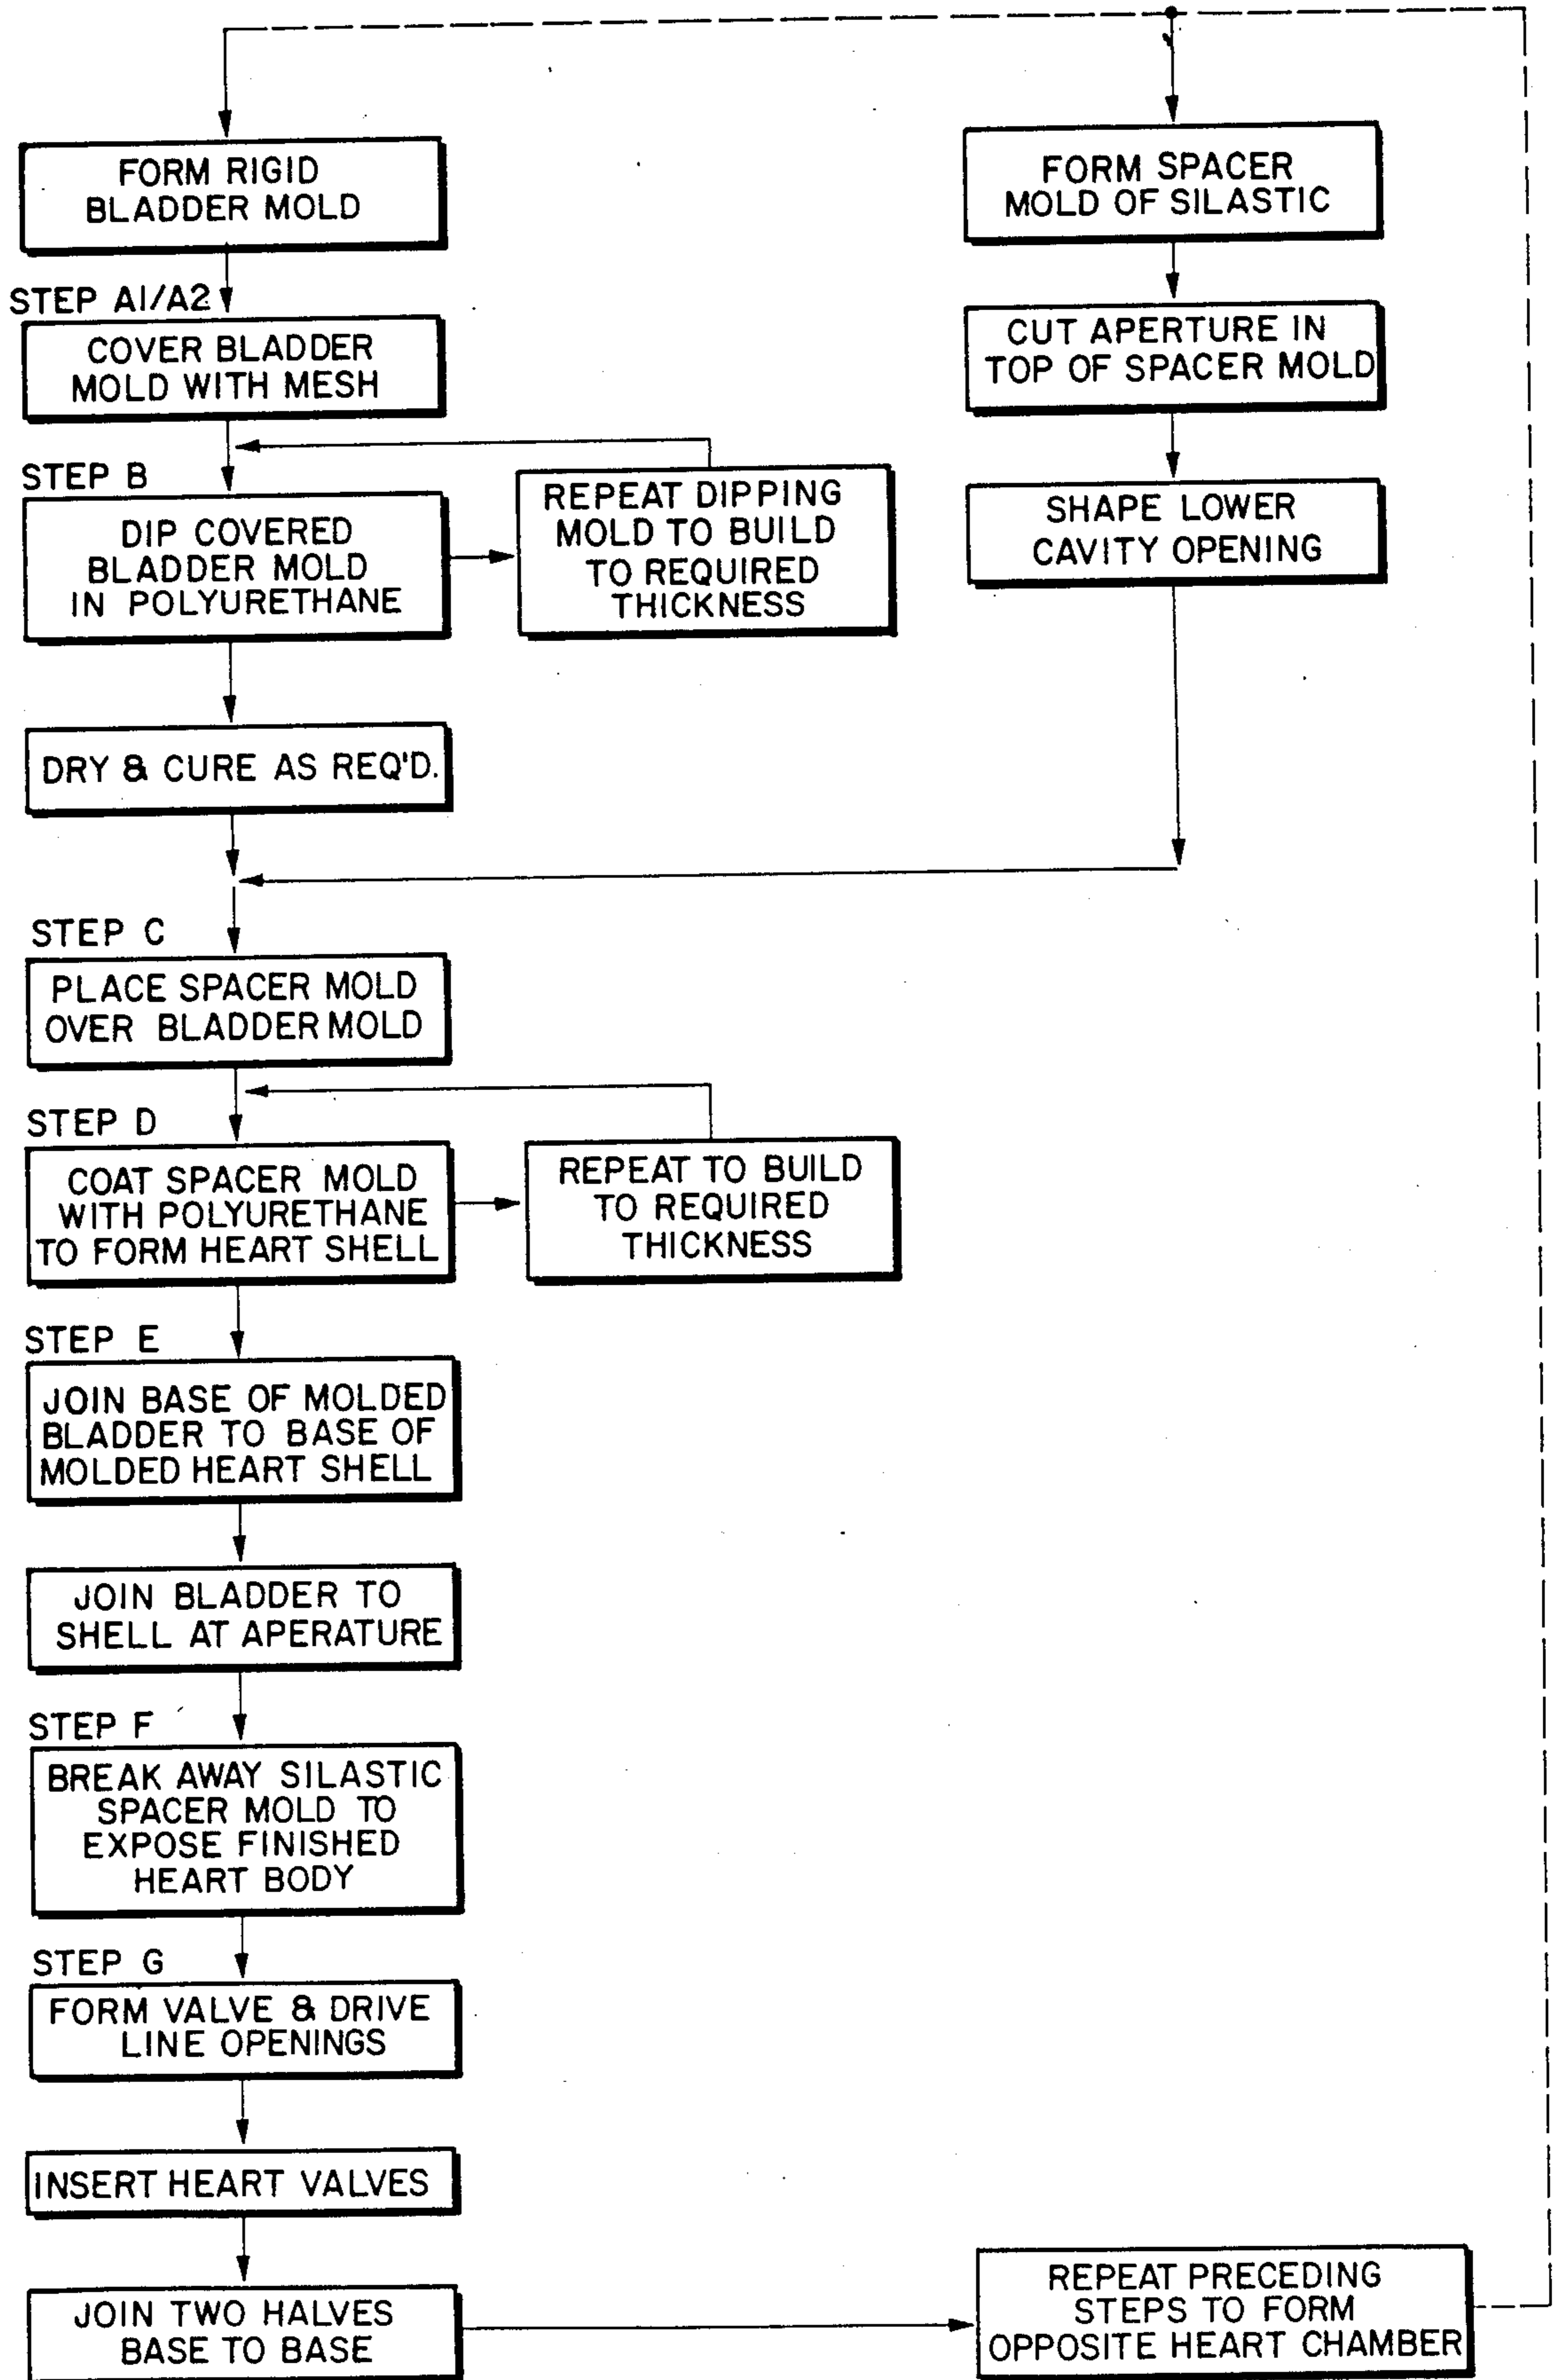 FORM RIGID
BLADDER MOLD
STEP A1/A2
COVER BLADDER
MOLD WITH MESH
STEP B
DIP COVERED
BLADDER MOLD
IN POLYURETHANE
REPEAT DIPPING
MOLD TO BUILD
TO REQUIRED
THICKNESS
DRY & CURE AS REQ'D.
FORM SPACER
MOLD OF SILASTIC
CUT APERTURE IN
TOP OF SPACER MOLD
SHAPE LOWER
CAVITY OPENING
STEP C
PLACE SPACER MOLD
OVER BLADDER MOLD
STEP D
COAT SPACER MOLD
WITH POLYURETHANE
TO FORM HEART SHELL
REPEAT TO BUILD
TO REQUIRED
THICKNESS
STEP E
JOIN BASE OF MOLDED
BLADDER TO BASE OF
MOLDED HEART SHELL
JOIN BLADDER TO
SHELL AT APERATURE
STEP F
BREAK AWAY SILASTIC
SPACER MOLD TO
EXPOSE FINISHED
HEART BODY
STEP G
FORM VALVE & DRIVE
LINE OPENINGS
INSERT HEART VALVES
JOIN TWO HALVES
BASE TO BASE
REPEAT PRECEDING
STEPS TO FORM
OPPOSITE HEART CHAMBER